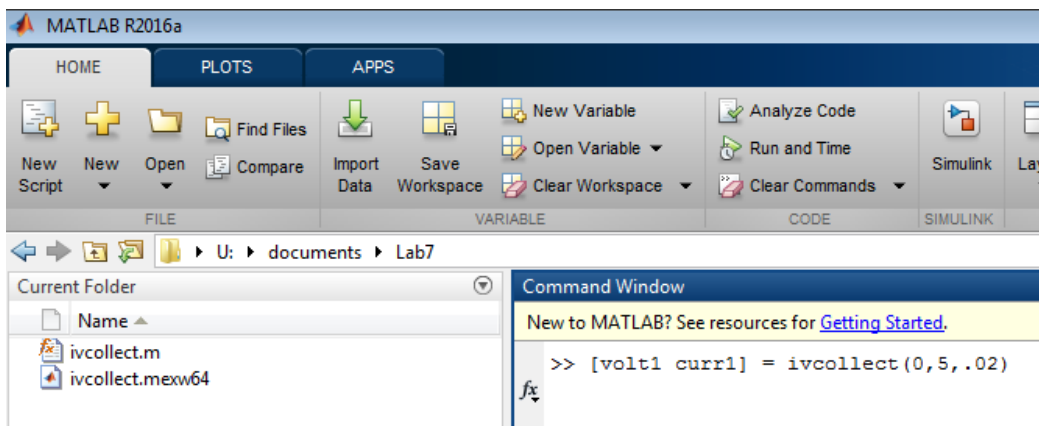 MATLAB R2016a
HOME PLOTS APPS
New Script
New
Open
Find Files
Compare
Import Data
Save Workspace
New Variable
Open Variable
Clear Workspace
Analyze Code
Run and Time
Clear Commands
Simulink
FILE VARIABLE CODE SIMULINK
U: documents Lab7
Current Folder
Name
ivcollect.m
ivcollect.mexw64
Command Window
New to MATLAB? See resources for Getting Started.
>> [volt1 curr1] = ivcollect(0,5,.02)
fx